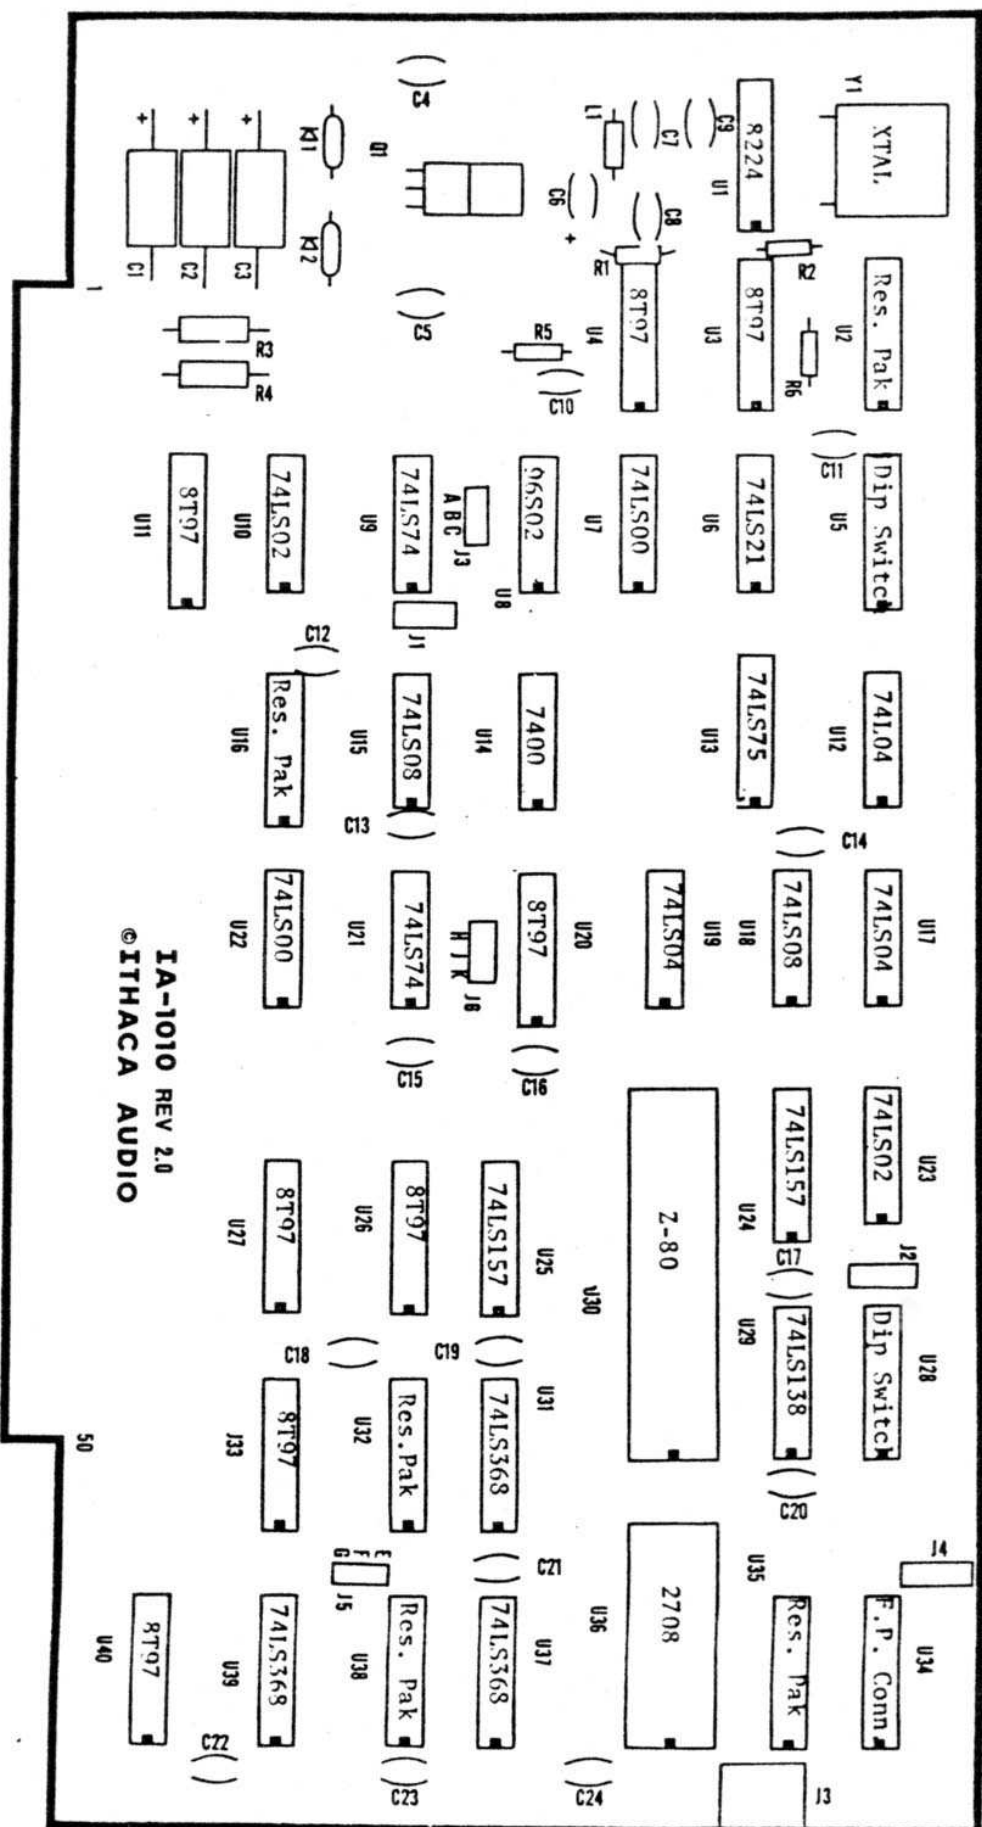 Y1
XTAL
8224
U1
C9
C7
L1
C8
C6
+
Q1
C4
C5
+
+
+
C1
C2
C3
1
R3
R4
R1
R2
R5
R6
C10
8T97
U4
8T97
U3
Res. Pak
U2
C11
8T97
U11
74LS02
U10
74LS74
U9
A B C
J3
96S02
U8
74LS00
U7
74LS21
U6
Dip Switch
U5
J1
C12
Res. Pak
U16
74LS08
U15
7400
U14
74LS75
U13
74L04
U12
C13
C14
74LS00
U22
74LS74
U21
H J K
J6
8T97
U20
74LS04
U19
74LS08
U18
74LS04
U17
C15
C16
IA-1010 REV 2.0
©ITHACA AUDIO
8T97
U27
8T97
U26
74LS157
U25
Z-80
U30
74LS157
U24
74LS02
U23
J2
C17
C18
C19
8T97
J33
Res.Pak
U32
74LS368
U31
74LS138
U29
Dip Switch
U28
C20
50
G F E
J5
C21
J4
8T97
U40
74LS368
U39
Res. Pak
U38
74LS368
U37
2708
U36
Res. Pak
U35
F.P. Conn
U34
C22
C23
C24
J3